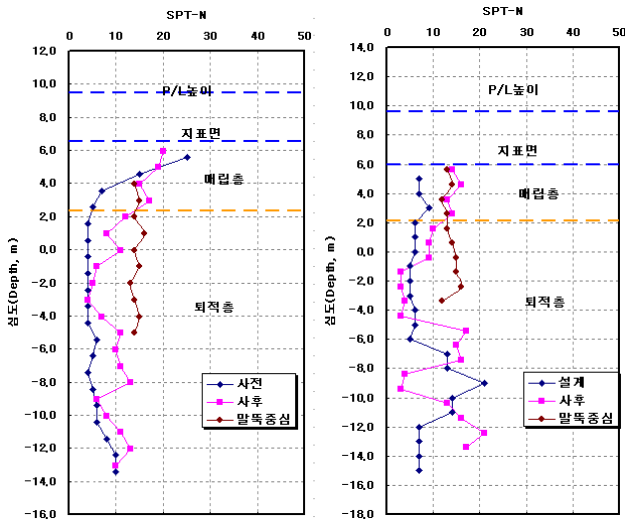 SPT-N
0 10 20 30 40 50
12,0
10,0
8,0
6,0
4,0
2,0
0,0
-2,0
-4,0
-6,0
-8,0
-10,0
-12,0
-14,0
-16,0
심도(Depth, m)
P/L높이
지표면
매립층
퇴적층
사전
사후
말뚝중심
SPT-N
0 10 20 30 40 50
14,0
12,0
10,0
8,0
6,0
4,0
2,0
0,0
-2,0
-4,0
-6,0
-8,0
-10,0
-12,0
-14,0
-16,0
-18,0
심도(Depth, m)
P/L높이
지표면
매립층
퇴적층
설계
사후
말뚝중심